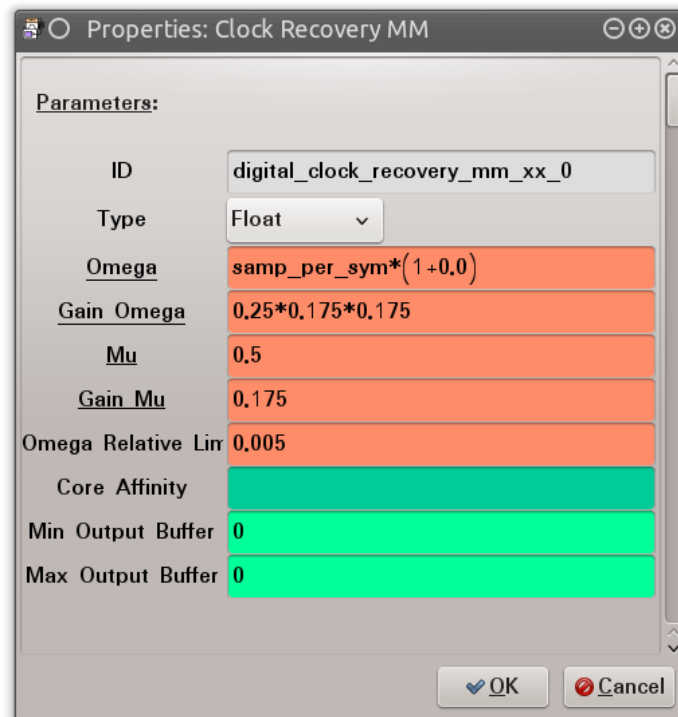 Properties: Clock Recovery MM
Parameters:
ID digital_clock_recovery_mm_xx_0
Type Float
Omega samp_per_sym*(1+0.0)
Gain Omega 0.25*0.175*0.175
Mu 0.5
Gain Mu 0.175
Omega Relative Lim 0.005
Core Affinity
Min Output Buffer 0
Max Output Buffer 0
OK Cancel